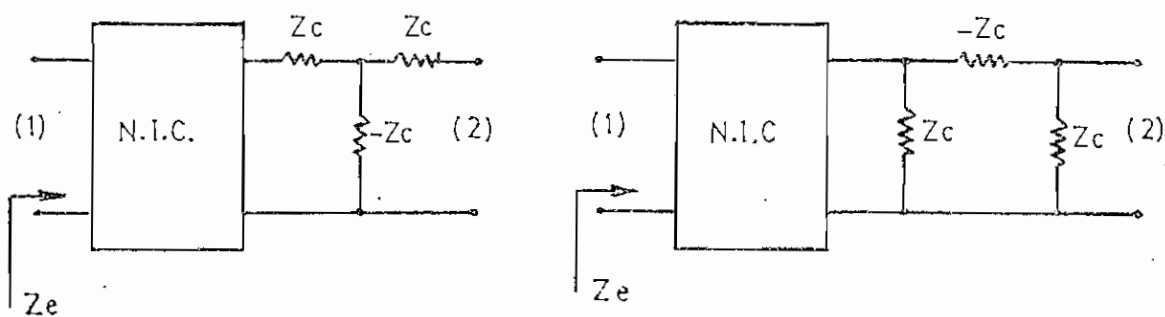 Zc Zc
-Zc
(1) N.I.C. -Zc (2)
Ze
-Zc
(1) N.I.C Zc Zc (2)
Ze